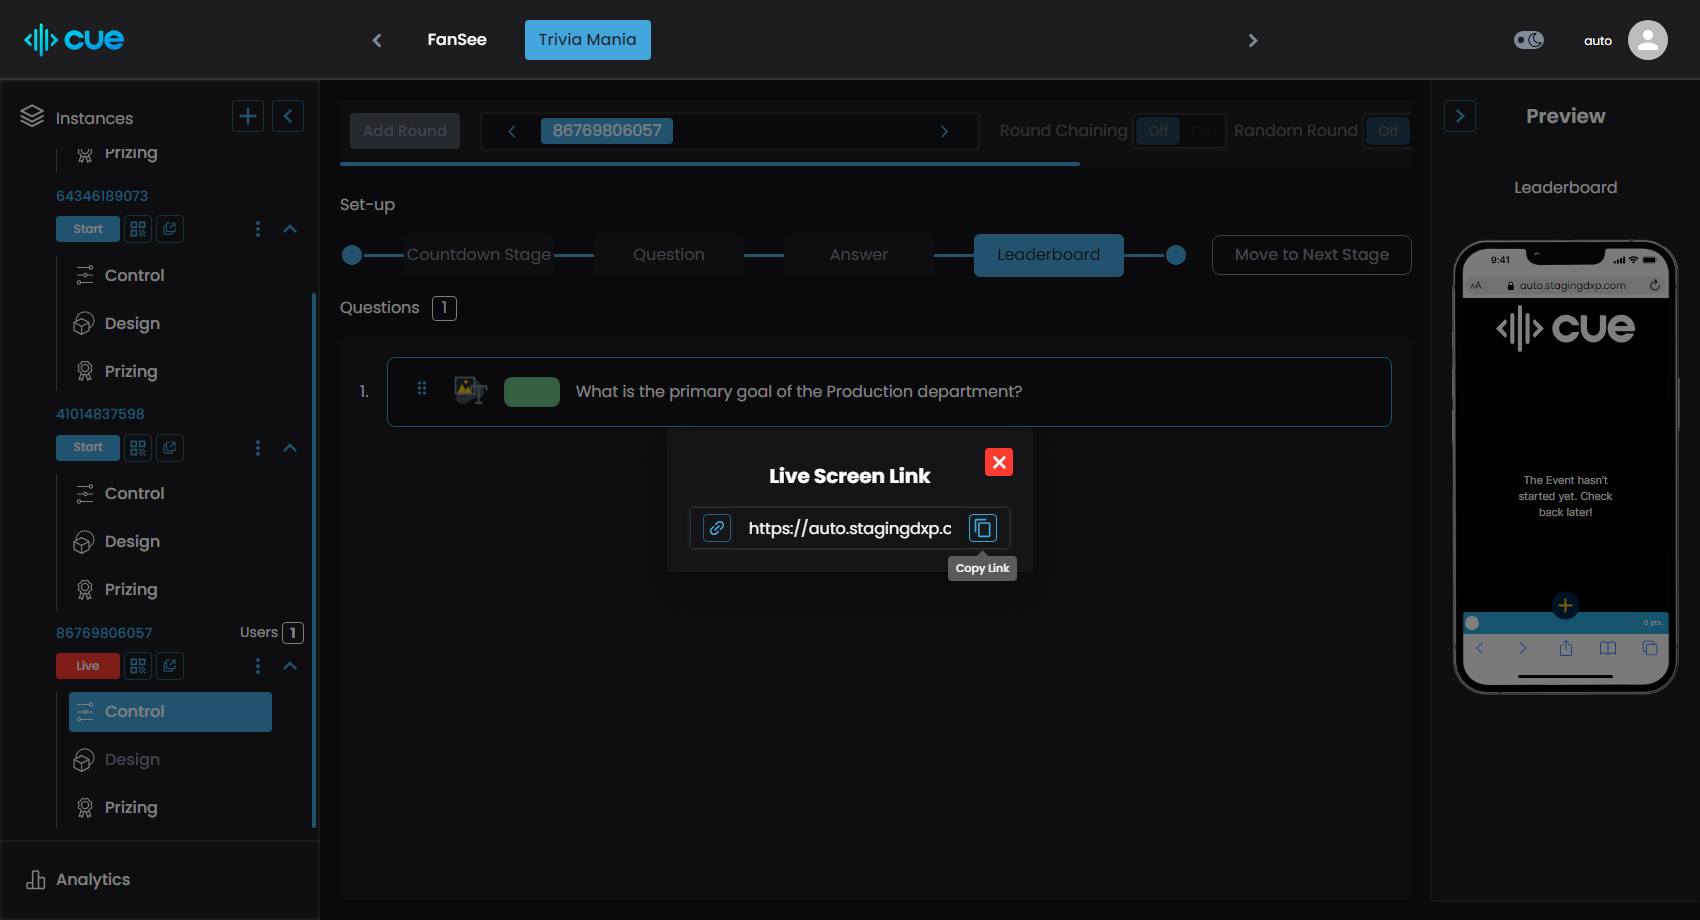 cue
FanSee
Trivia Mania
auto
Instances
Prizing
64346189073
Start
Control
Design
Prizing
41014837598
Start
Control
Design
Prizing
86769806057
Users 1
Live
Control
Design
Prizing
Analytics
Add Round
86769806057
Round Chaining
Off
On
Random Round
Off
Set-up
Countdown Stage
Question
Answer
Leaderboard
Move to Next Stage
Questions 1
1.
What is the primary goal of the Production department?
Live Screen Link
https://auto.stagingdxp.c
Copy Link
Preview
Leaderboard
9:41
AA
auto.stagingdxp.com
cue
The Event hasn't
started yet. Check
back later!
0 pts.